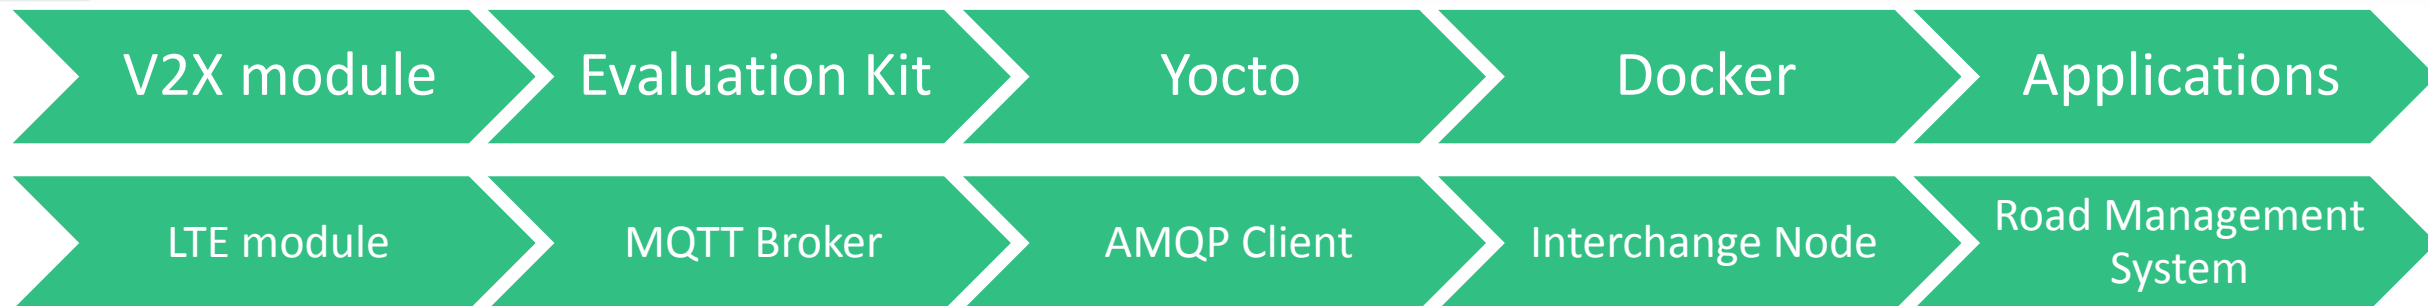 V2X module
Evaluation Kit
Yocto
Docker
Applications
LTE module
MQTT Broker
AMQP Client
Interchange Node
Road Management
System